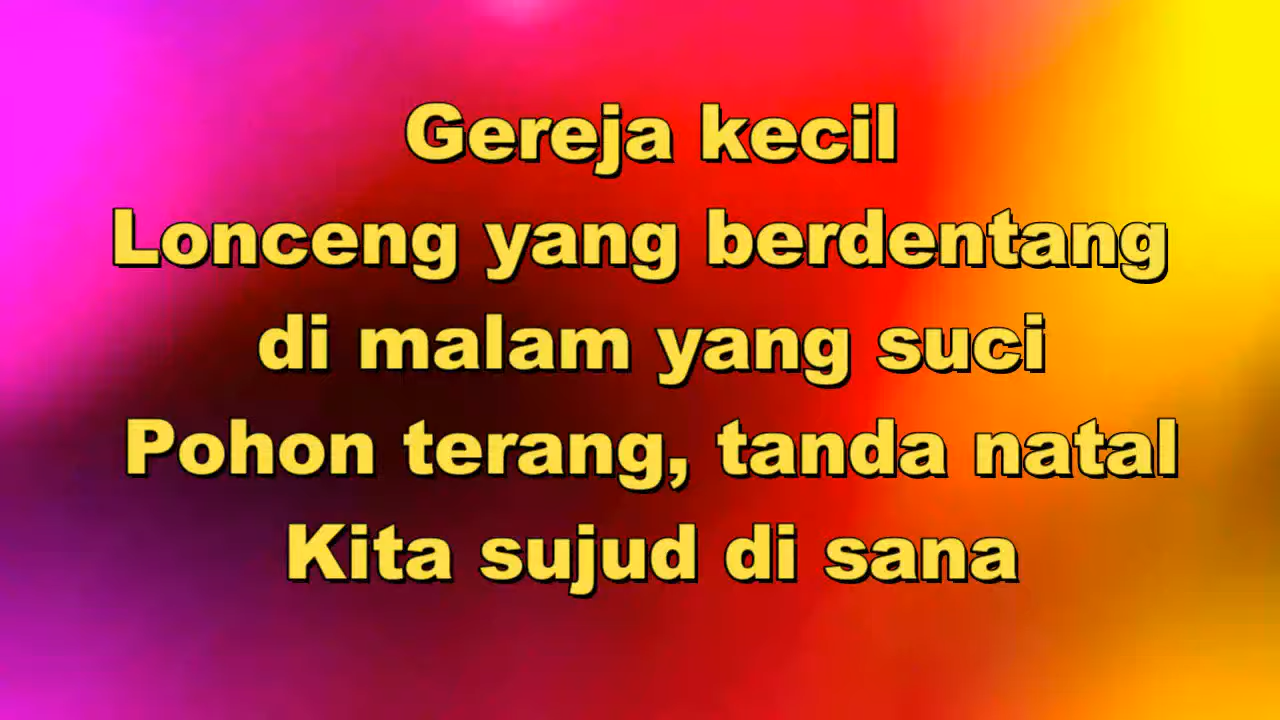 Gereja kecil
Lonceng yang berdentang
di malam yang suci
Pohon terang, tanda natal
Kita sujud di sana